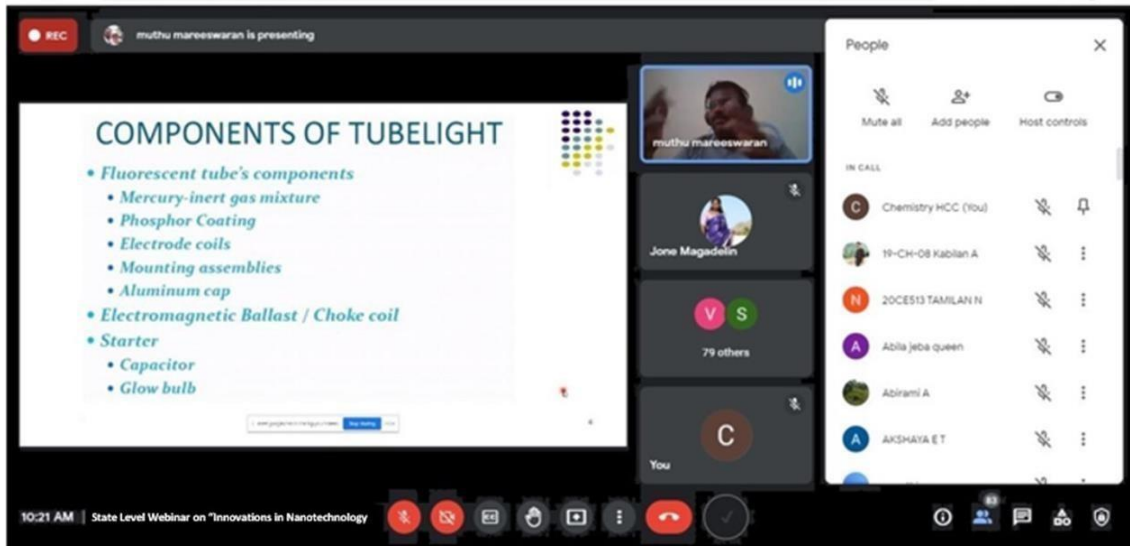 REC
muthu mareeswaran is presenting
COMPONENTS OF TUBELIGHT
• Fluorescent tube's components
• Mercury-inert gas mixture
• Phosphor Coating
• Electrode coils
• Mounting assemblies
• Aluminum cap
• Electromagnetic Ballast / Choke coil
• Starter
• Capacitor
• Glow bulb
Stop sharing
muthu mareeswaran
Jone Magadelin
V S
79 others
C
You
People
Mute all Add people Host controls
IN CALL
C Chemistry HCC (You)
19-CH-08 Kabilan A
N 20CE513 TAMILAN N
A Abila jeba queen
Abirami A
A AKSHAYA E T
10:21 AM | State Level Webinar on "Innovations in Nanotechnology
83